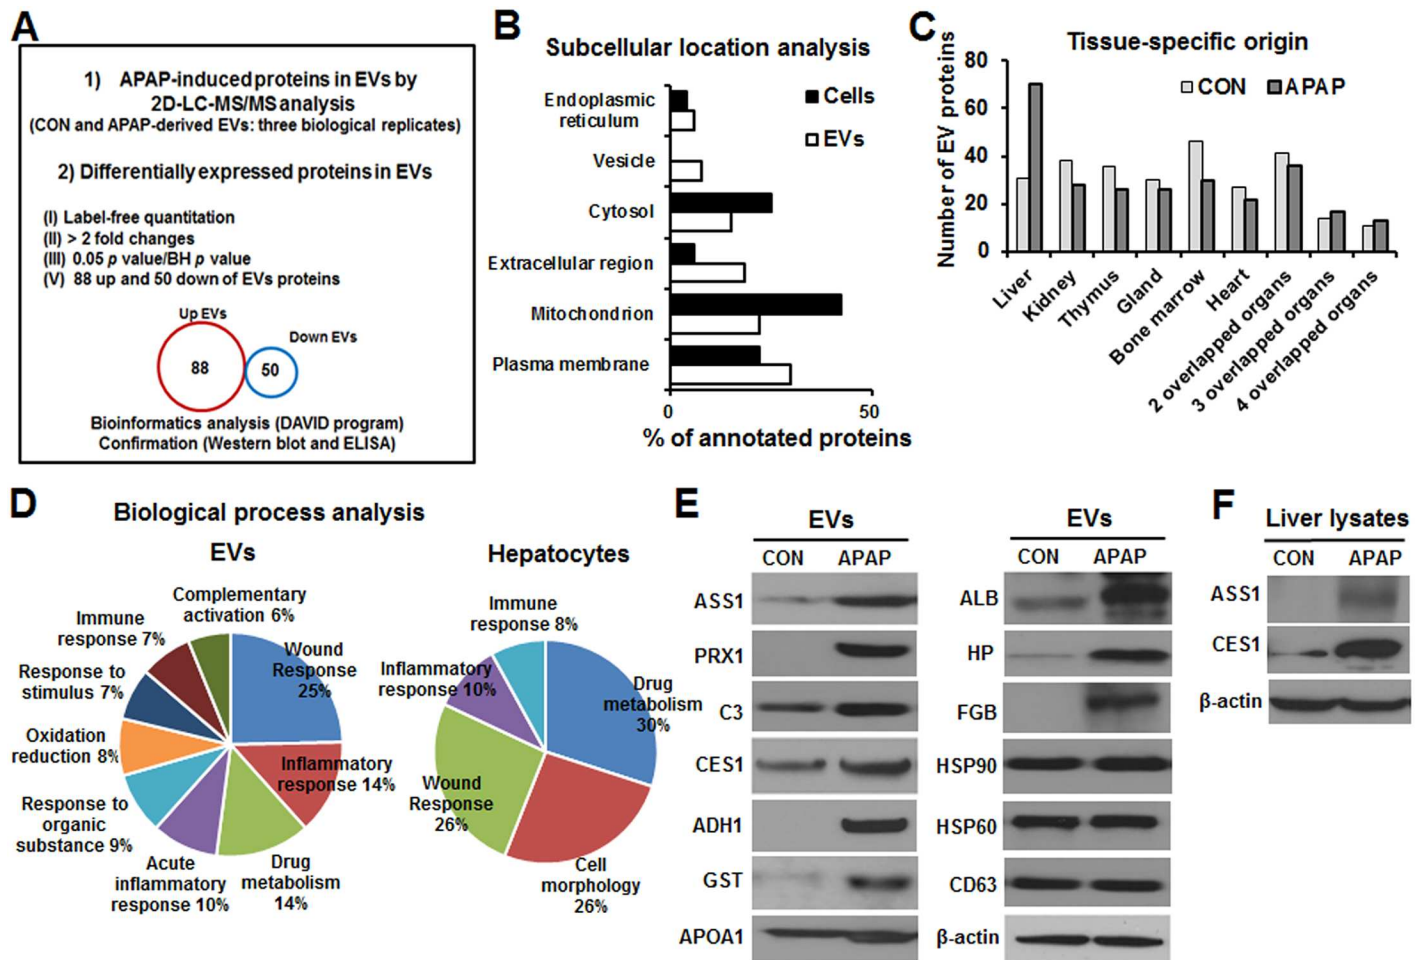 A
1) APAP-induced proteins in EVs by
2D-LC-MS/MS analysis
(CON and APAP-derived EVs: three biological replicates)
2) Differentially expressed proteins in EVs
(I) Label-free quantitation
(II) > 2 fold changes
(III) 0.05 p value/BH p value
(V) 88 up and 50 down of EVs proteins
Up EVs
Down EVs
88
50
Bioinformatics analysis (DAVID program)
Confirmation (Western blot and ELISA)
B
Subcellular location analysis
Cells
EVs
Endoplasmic
reticulum
Vesicle
Cytosol
Extracellular region
Mitochondrion
Plasma membrane
0
50
% of annotated proteins
C
Tissue-specific origin
CON
APAP
Number of EV proteins
80
60
40
20
0
Liver
Kidney
Thymus
Gland
Bone marrow
Heart
2 overlapped organs
3 overlapped organs
4 overlapped organs
D
Biological process analysis
EVs
Complementary
activation 6%
Immune
response 7%
Response to
stimulus 7%
Oxidation
reduction 8%
Response to
organic
substance 9%
Acute
inflammatory
response 10%
Drug
metabolism
14%
Inflammatory
response 14%
Wound
Response
25%
Hepatocytes
Immune
response 8%
Inflammatory
response 10%
Wound
Response
26%
Cell
morphology
26%
Drug
metabolism
30%
E
EVs
CON
APAP
ASS1
PRX1
C3
CES1
ADH1
GST
APOA1
EVs
CON
APAP
ALB
HP
FGB
HSP90
HSP60
CD63
β-actin
F
Liver lysates
CON
APAP
ASS1
CES1
β-actin